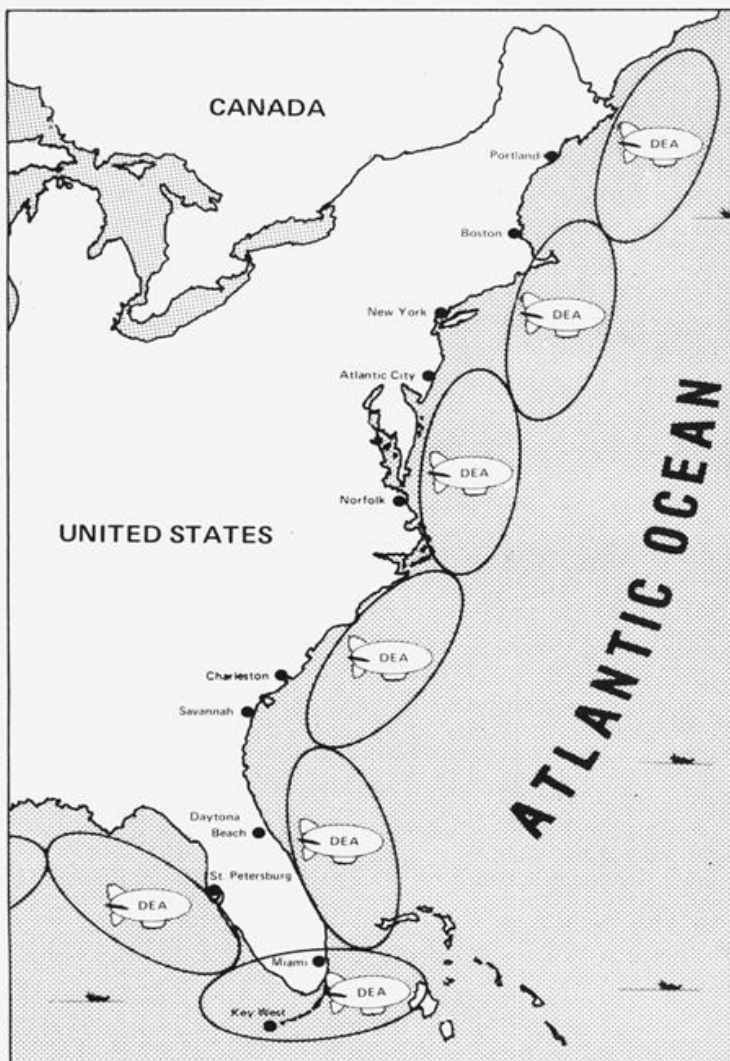 CANADA
Portland
DEA
Boston
New York
DEA
Atlantic City
DEA
Norfolk
UNITED STATES
ATLANTIC OCEAN
DEA
Charleston
Savannah
Daytona
Beach
DEA
St. Petersburg
DEA
Miami
DEA
Key West